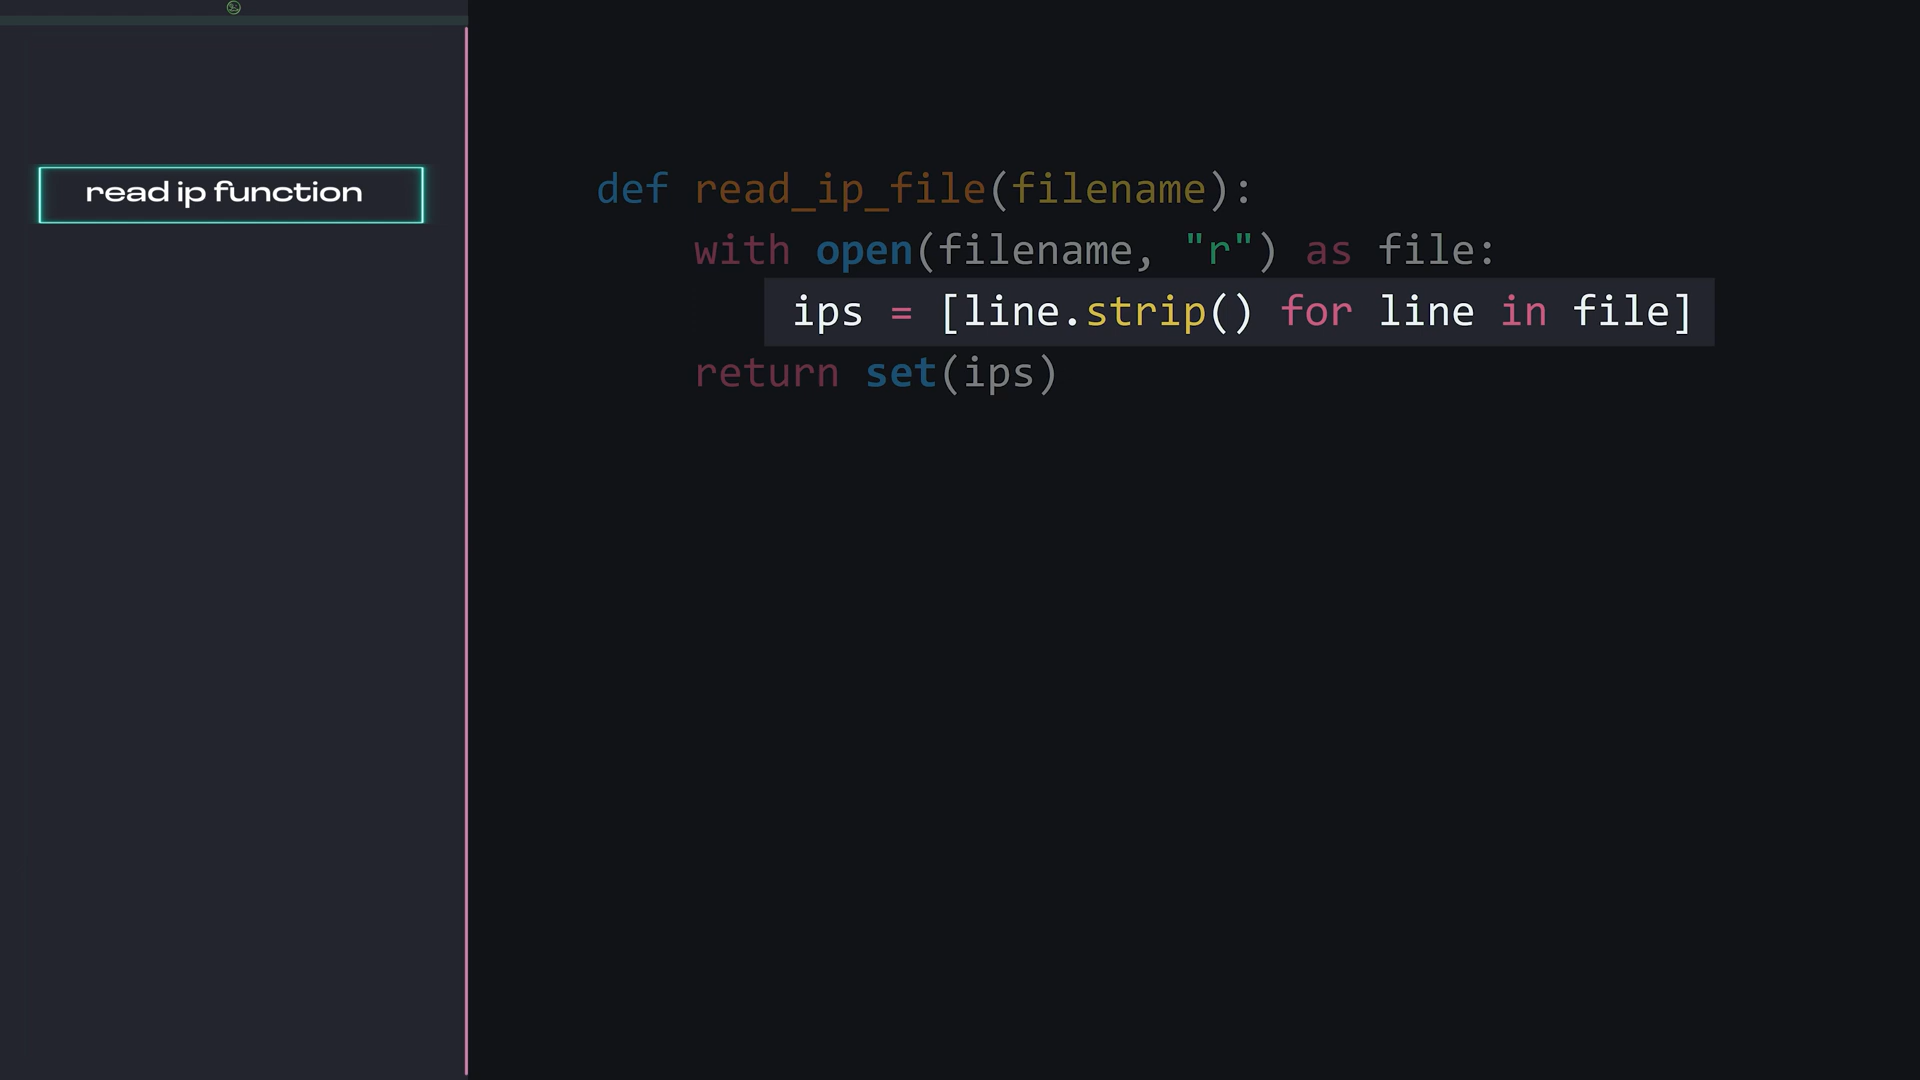 read ip function
def read_ip_file(filename):
    with open(filename, "r") as file:
        ips = [line.strip() for line in file]
    return set(ips)